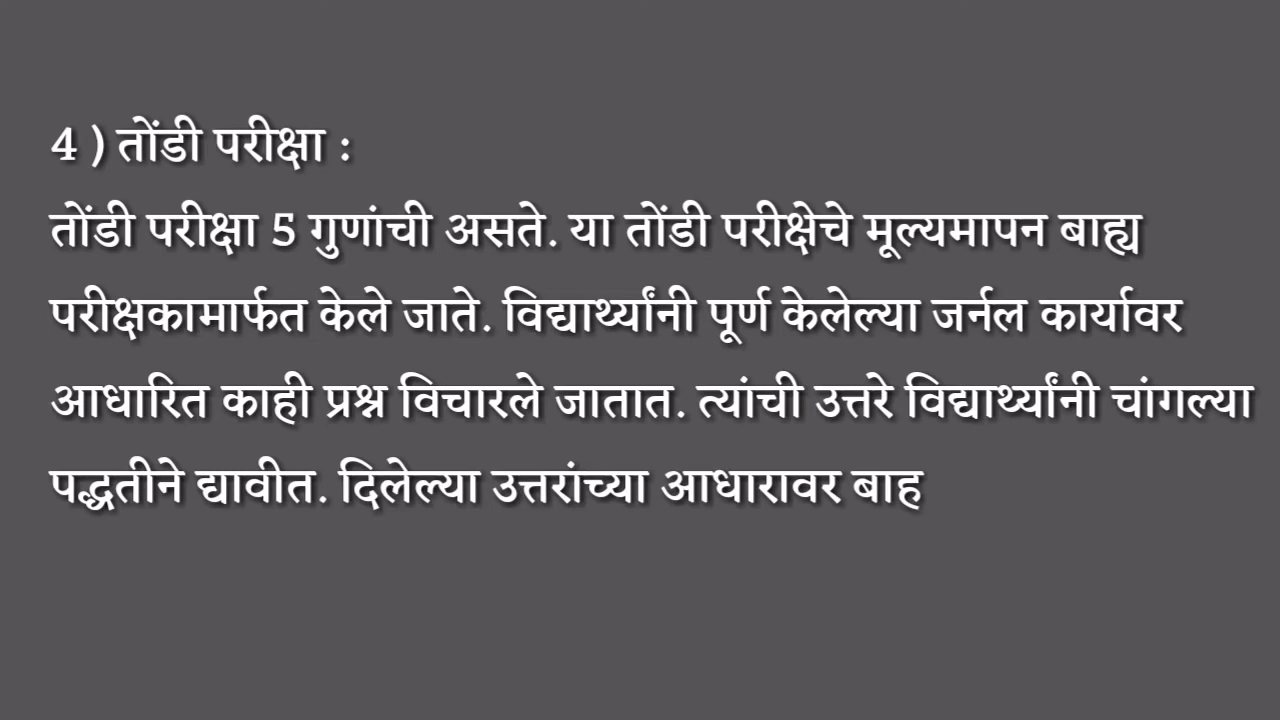 4 ) तोंडी परीक्षा :
तोंडी परीक्षा 5 गुणांची असते. या तोंडी परीक्षेचे मूल्यमापन बाह्य
परीक्षकामार्फत केले जाते. विद्यार्थ्यांनी पूर्ण केलेल्या जर्नल कार्यावर
आधारित काही प्रश्न विचारले जातात. त्यांची उत्तरे विद्यार्थ्यांनी चांगल्या
पद्धतीने द्यावीत. दिलेल्या उत्तरांच्या आधारावर बाह